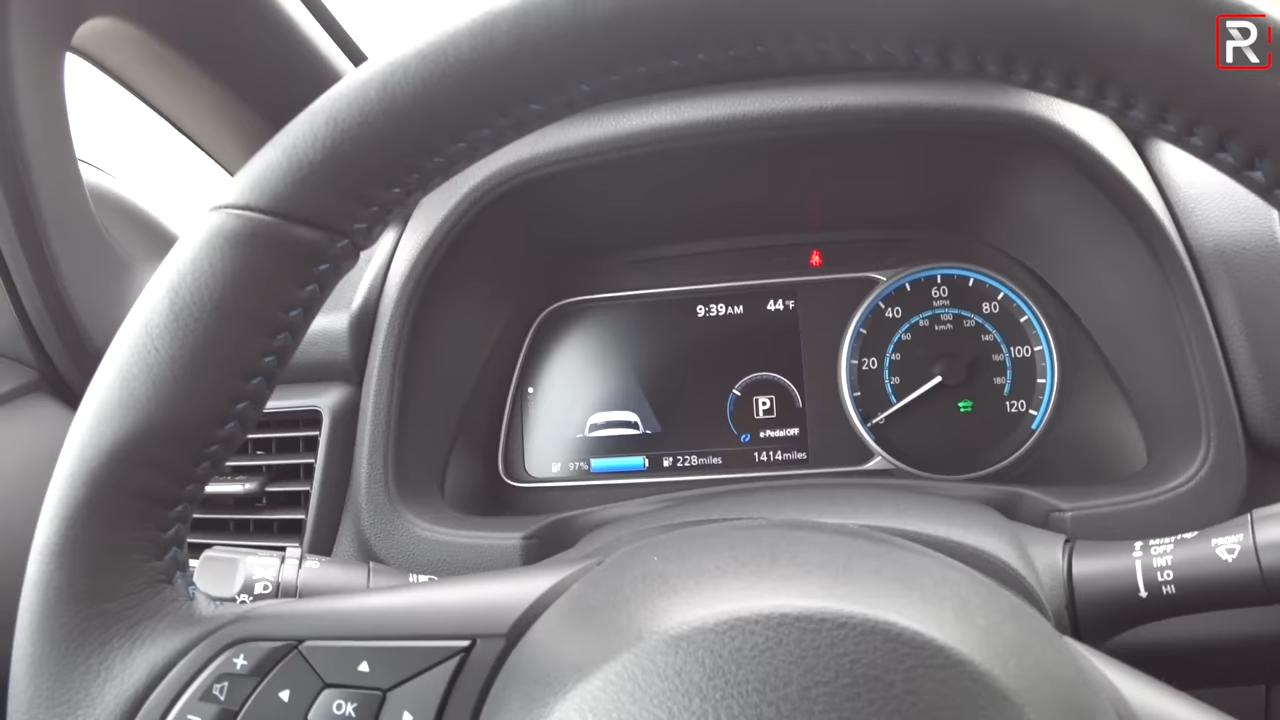 R
9:39AM 44°F
P
e-Pedal OFF
97% 228miles 1414miles
0 20 40 60 80 100 120
MPH
20 40 60 80 100 120 140 160 180
km/h
MIST
OFF
INT
LO
HI
FRONT
+
OK